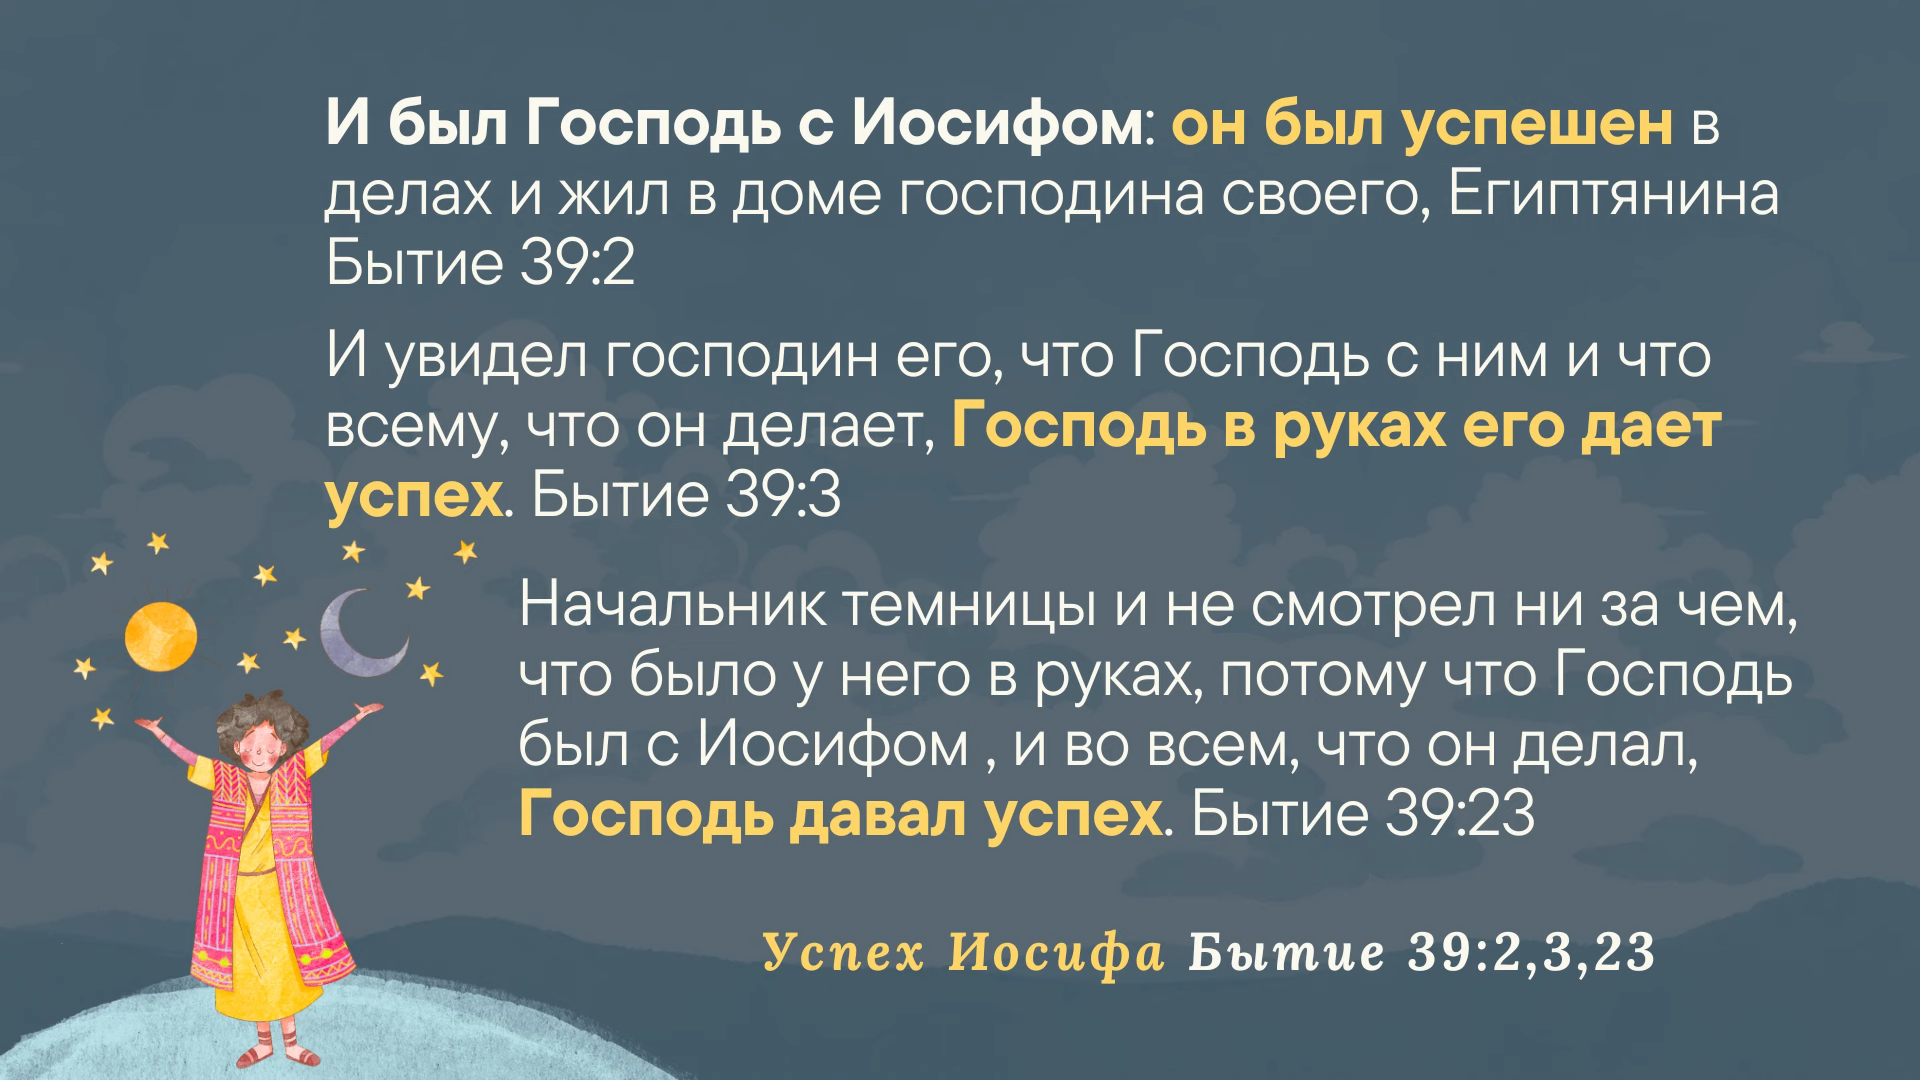 И был Господь с Иосифом: он был успешен в
делах и жил в доме господина своего, Египтянина
Бытие 39:2
И увидел господин его, что Господь с ним и что
всему, что он делает, Господь в руках его дает
успех. Бытие 39:3
Начальник темницы и не смотрел ни за чем,
что было у него в руках, потому что Господь
был с Иосифом , и во всем, что он делал,
Господь давал успех. Бытие 39:23
Успех Иосифа Бытие 39:2,3,23